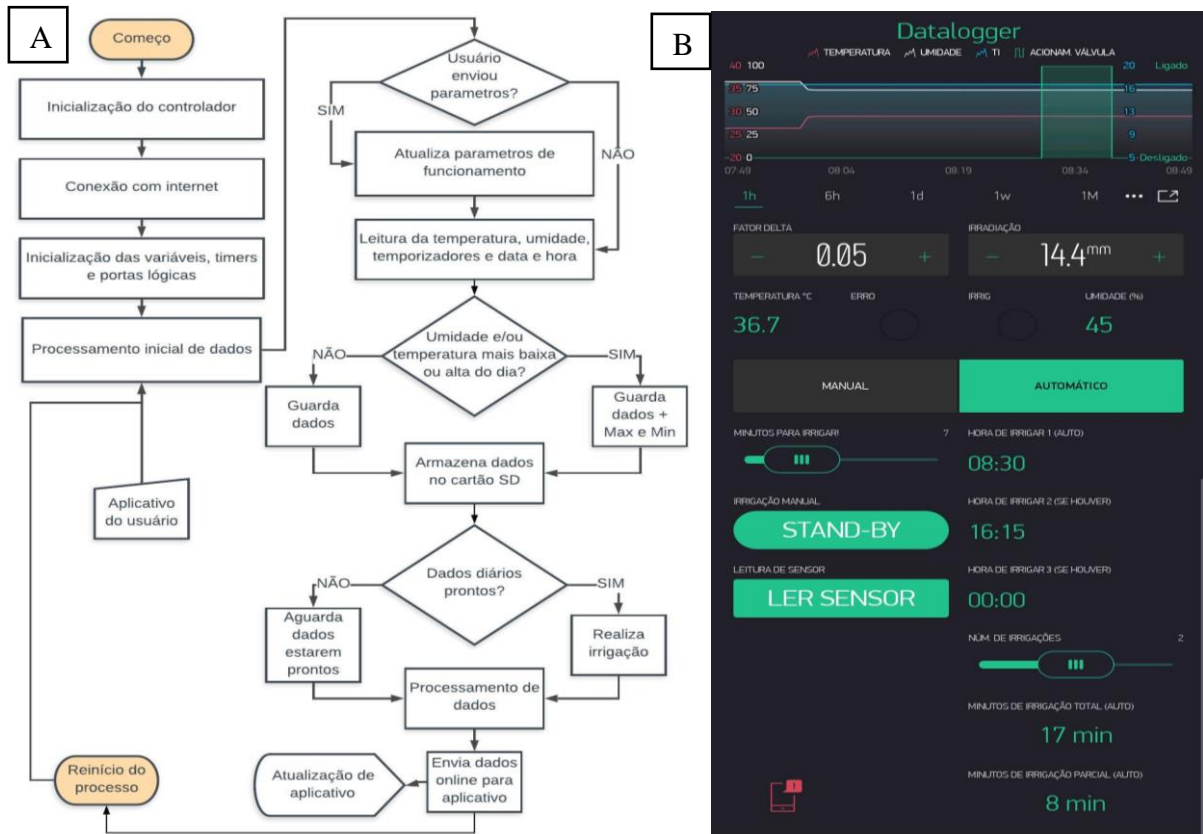 A
Começo
Inicialização do controlador
Conexão com internet
Inicialização das variáveis, timers
e portas lógicas
Processamento inicial de dados
Aplicativo
do usuário
Reinício do
processo
Usuário
enviou
parametros?
SIM
NÃO
Atualiza parametros de
funcionamento
Leitura da temperatura, umidade,
temporizadores e data e hora
Umidade e/ou
temperatura mais baixa
ou alta do dia?
NÃO
SIM
Guarda
dados
Guarda
dados +
Max e Min
Armazena dados
no cartão SD
Dados diários
prontos?
NÃO
SIM
Aguarda
dados
estarem
prontos
Realiza
irrigação
Processamento de
dados
Envia dados
online para
aplicativo
Atualização de
aplicativo
B
Datalogger
TEMPERATURA UMIDADE TI ACIONAM. VÁLVULA
40 100 20 Ligado
35 75 16
30 50 13
25 25 9
20 0 5 Desligado
07:49 08:04 08:19 08:34 08:49
1h 6h 1d 1w 1M
FATOR DELTA IRRADIAÇÃO
− 0.05 + − 14.4mm +
TEMPERATURA °C ERRO IRRIG UMIDADE (%)
36.7 45
MANUAL AUTOMÁTICO
MINUTOS PARA IRRIGAR! 7 HORA DE IRRIGAR 1 (AUTO)
08:30
IRRIGAÇÃO MANUAL HORA DE IRRIGAR 2 (SE HOUVER)
STAND-BY 16:15
LEITURA DE SENSOR HORA DE IRRIGAR 3 (SE HOUVER)
LER SENSOR 00:00
NÚM. DE IRRIGAÇÕES 2
MINUTOS DE IRRIGAÇÃO TOTAL (AUTO)
17 min
MINUTOS DE IRRIGAÇÃO PARCIAL (AUTO)
8 min